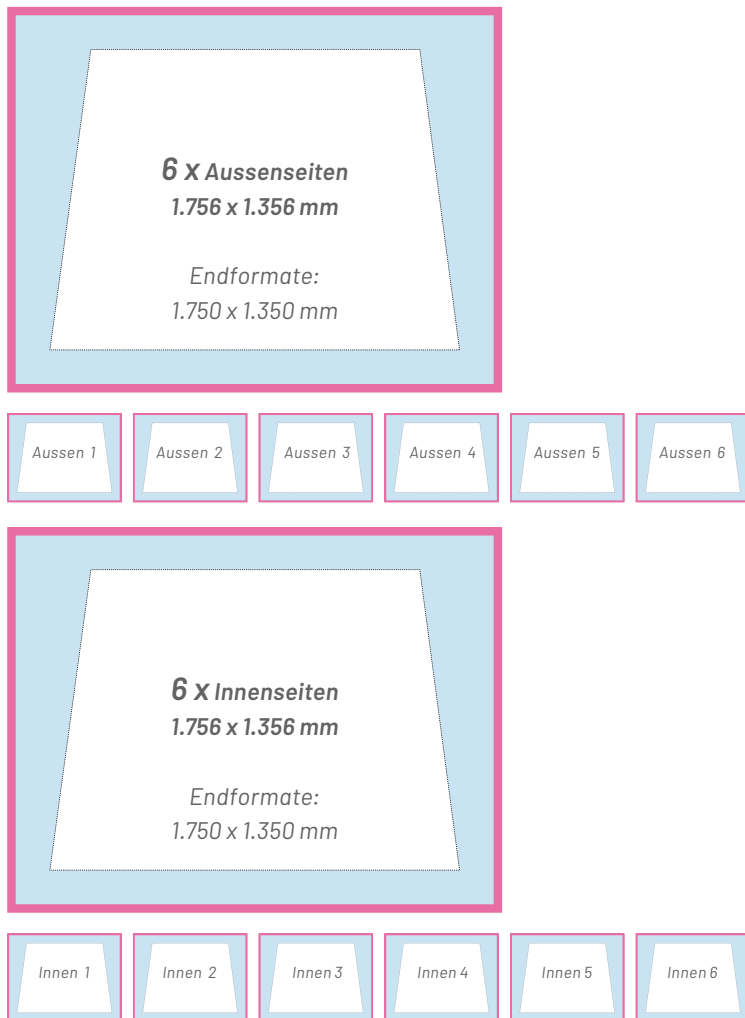 6 x Aussenseiten
1.756 x 1.356 mm
Endformate:
1.750 x 1.350 mm
Aussen 1 Aussen 2 Aussen 3 Aussen 4 Aussen 5 Aussen 6
6 x Innenseiten
1.756 x 1.356 mm
Endformate:
1.750 x 1.350 mm
Innen 1 Innen 2 Innen 3 Innen 4 Innen 5 Innen 6